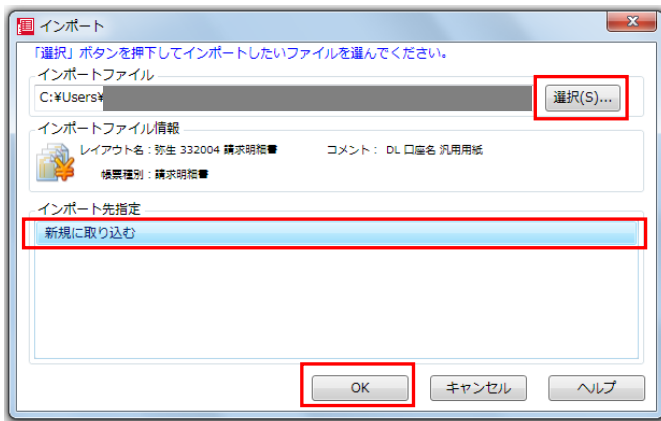 インポート
「選択」ボタンを押下してインポートしたいファイルを選んでください。
インポートファイル
C:¥Users¥
選択(S)...
インポートファイル情報
レイアウト名：弥生 332004 請求明細書 コメント： DL 口座名 汎用用紙
帳票種別：請求明細書
インポート先指定
新規に取り込む
OK キャンセル ヘルプ